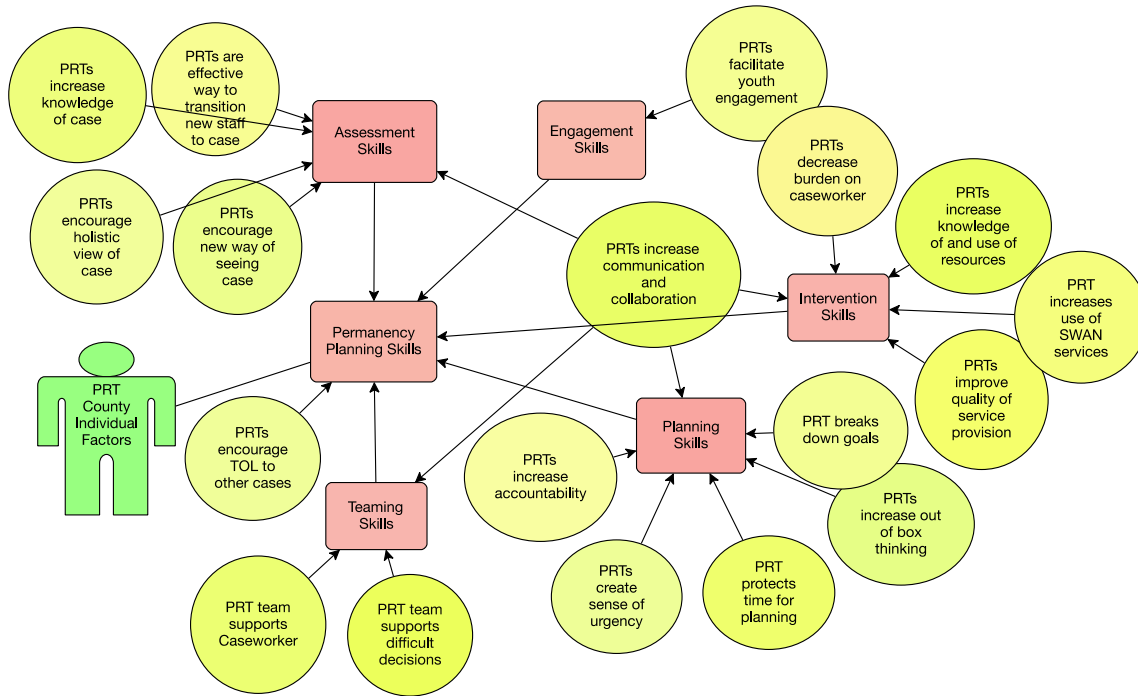 PRTs
increase
knowledge
of case
PRTs are
effective
way to
transition
new staff
to case
Assessment
Skills
Engagement
Skills
PRTs
facilitate
youth
engagement
PRTs
decrease
burden on
caseworker
PRTs
increase
knowledge
of and use of
resources
PRTs
encourage
holistic
view of
case
PRTs
encourage
new way of
seeing
case
PRTs increase
communication
and
collaboration
Intervention
Skills
PRT
increases
use of
SWAN
services
Permanency
Planning Skills
PRTs
improve
quality of
service
provision
PRT
County
Individual
Factors
PRTs
encourage
TOL to
other cases
PRTs
increase
accountability
Planning
Skills
PRT breaks
down goals
PRTs
increase out
of box
thinking
Teaming
Skills
PRT team
supports
Caseworker
PRT team
supports
difficult
decisions
PRTs
create
sense of
urgency
PRT
protects
time for
planning